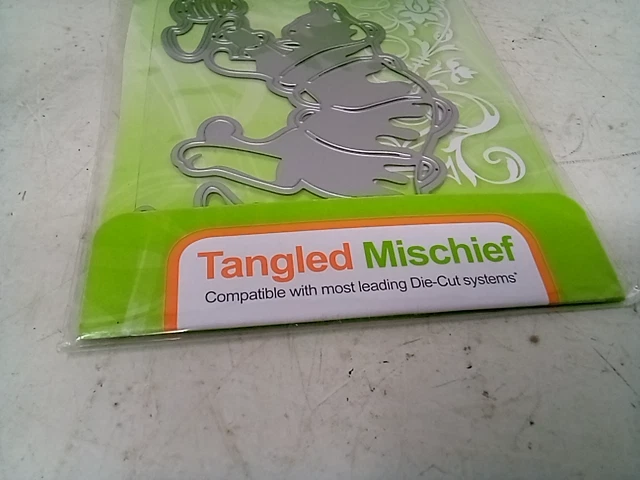 Tangled Mischief
Compatible with most leading Die-Cut systems*